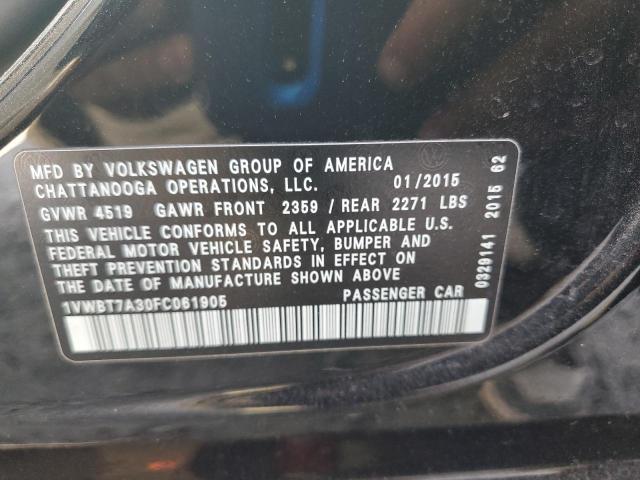 MFD BY VOLKSWAGEN GROUP OF AMERICA
CHATTANOOGA OPERATIONS, LLC. 01/2015
GVWR 4519 GAWR FRONT 2359 / REAR 2271 LBS
THIS VEHICLE CONFORMS TO ALL APPLICABLE U.S.
FEDERAL MOTOR VEHICLE SAFETY, BUMPER AND
THEFT PREVENTION STANDARDS IN EFFECT ON
THE DATE OF MANUFACTURE SHOWN ABOVE
1VWBT7A30FC061905 PASSENGER CAR
0329141 2015 62